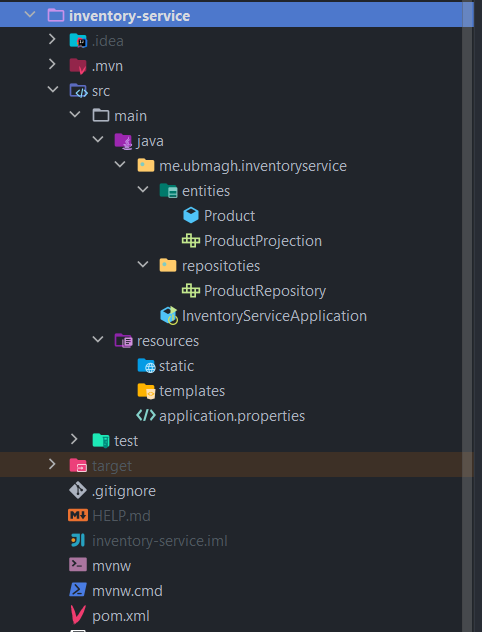 inventory-service
.idea
.mvn
src
main
java
me.ubmagh.inventoryservice
entities
Product
ProductProjection
repositoties
ProductRepository
InventoryServiceApplication
resources
static
templates
application.properties
test
target
.gitignore
HELP.md
inventory-service.iml
mvnw
mvnw.cmd
pom.xml